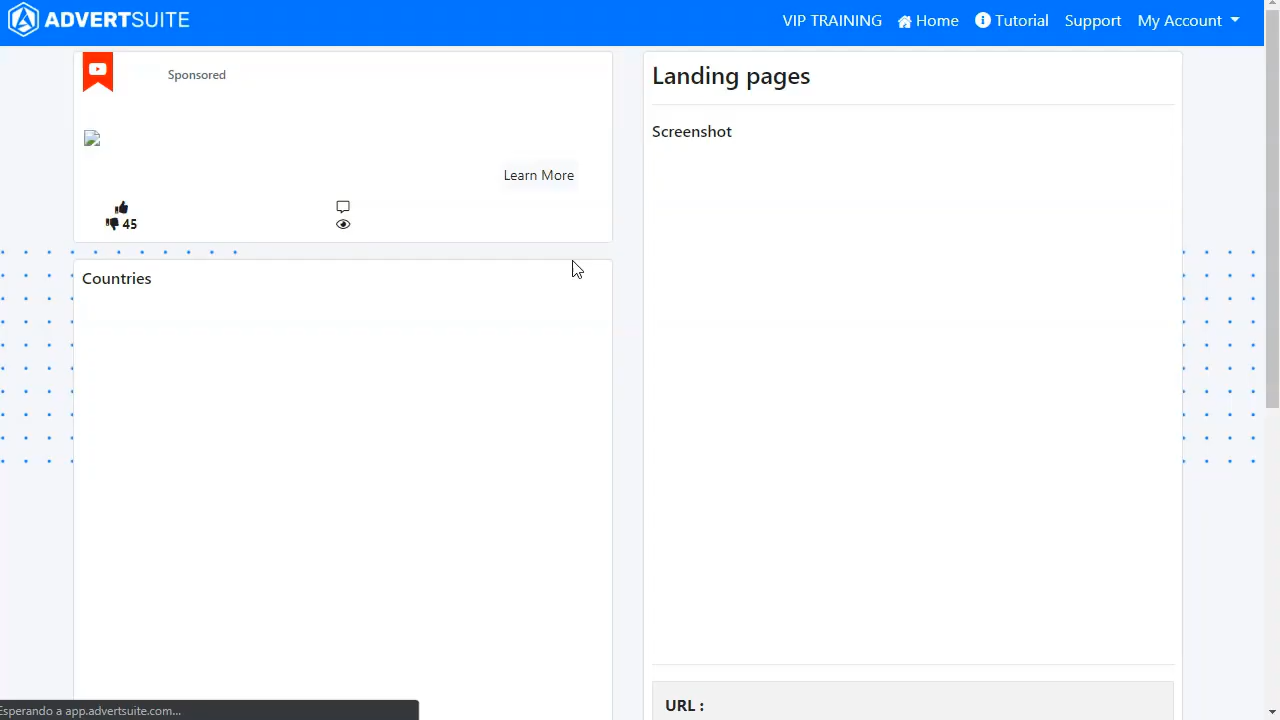 ADVERTSUITE
VIP TRAINING Home Tutorial Support My Account
Sponsored
Learn More
45
Countries
Landing pages
Screenshot
URL :
Esperando a app.advertsuite.com...